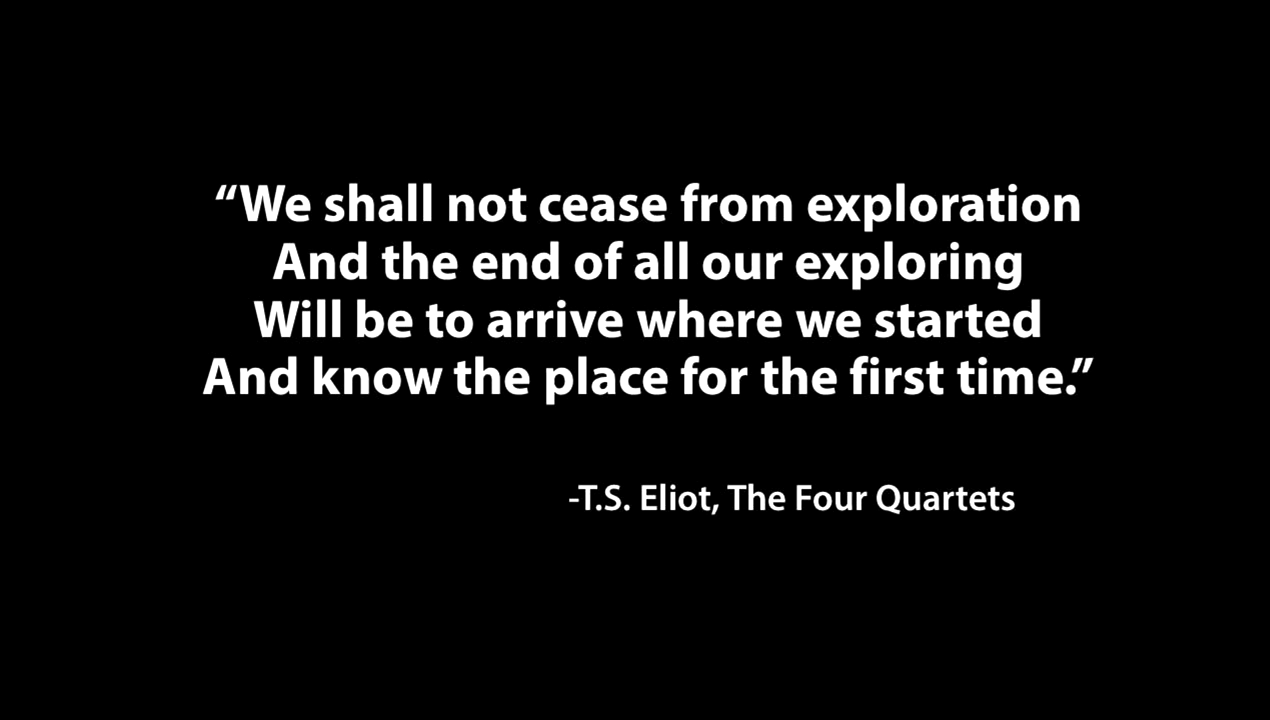 “We shall not cease from exploration
And the end of all our exploring
Will be to arrive where we started
And know the place for the first time.”
-T.S. Eliot, The Four Quartets